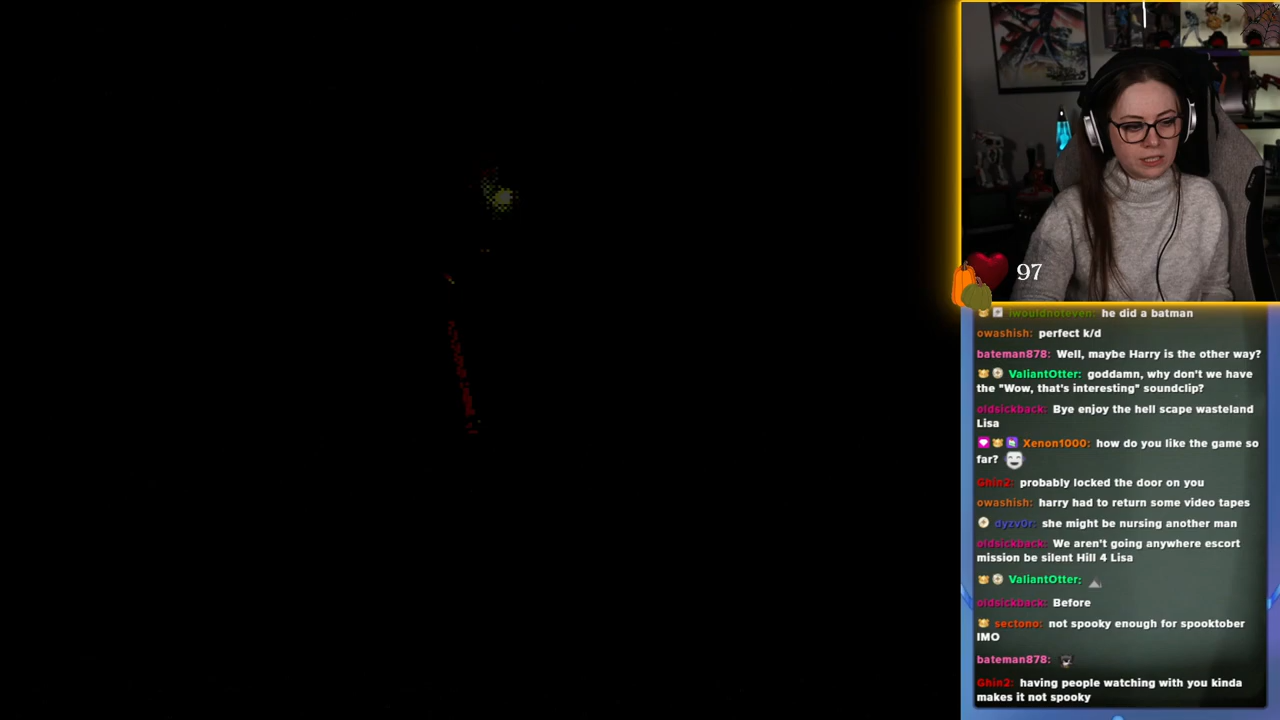 97
iwouldnoteven: he did a batman
owashish: perfect k/d
bateman878: Well, maybe Harry is the other way?
ValiantOtter: goddamn, why don't we have
the "Wow, that's interesting" soundclip?
oldsickback: Bye enjoy the hell scape wasteland
Lisa
Xenon1000: how do you like the game so
far?
Ghin2: probably locked the door on you
owashish: harry had to return some video tapes
dyzv0r: she might be nursing another man
oldsickback: We aren't going anywhere escort
mission be silent Hill 4 Lisa
ValiantOtter:
oldsickback: Before
sectono: not spooky enough for spooktober
IMO
bateman878:
Ghin2: having people watching with you kinda
makes it not spooky